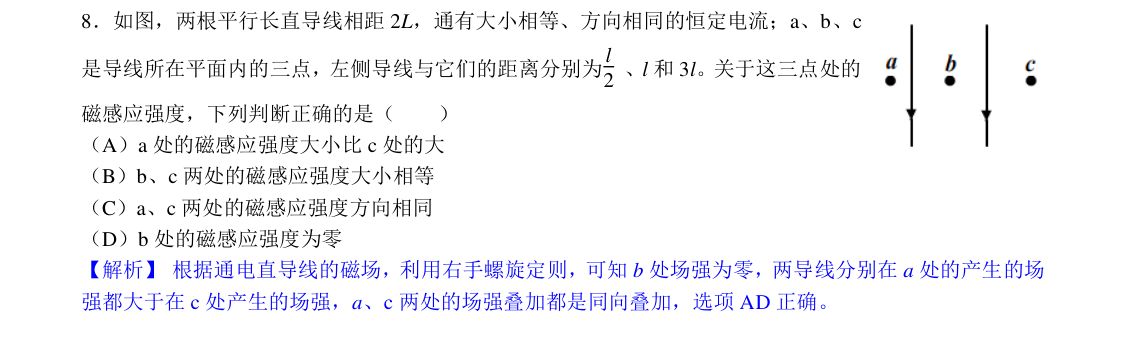 8．如图，两根平行长直导线相距 2L，通有大小相等、方向相同的恒定电流；a、b、c
是导线所在平面内的三点，左侧导线与它们的距离分别为l/2 、l 和 3l。关于这三点处的
磁感应强度，下列判断正确的是（　　）
（A）a 处的磁感应强度大小比 c 处的大
（B）b、c 两处的磁感应强度大小相等
（C）a、c 两处的磁感应强度方向相同
（D）b 处的磁感应强度为零
a b c
【解析】 根据通电直导线的磁场，利用右手螺旋定则，可知 b 处场强为零，两导线分别在 a 处的产生的场
强都大于在 c 处产生的场强，a、c 两处的场强叠加都是同向叠加，选项 AD 正确。